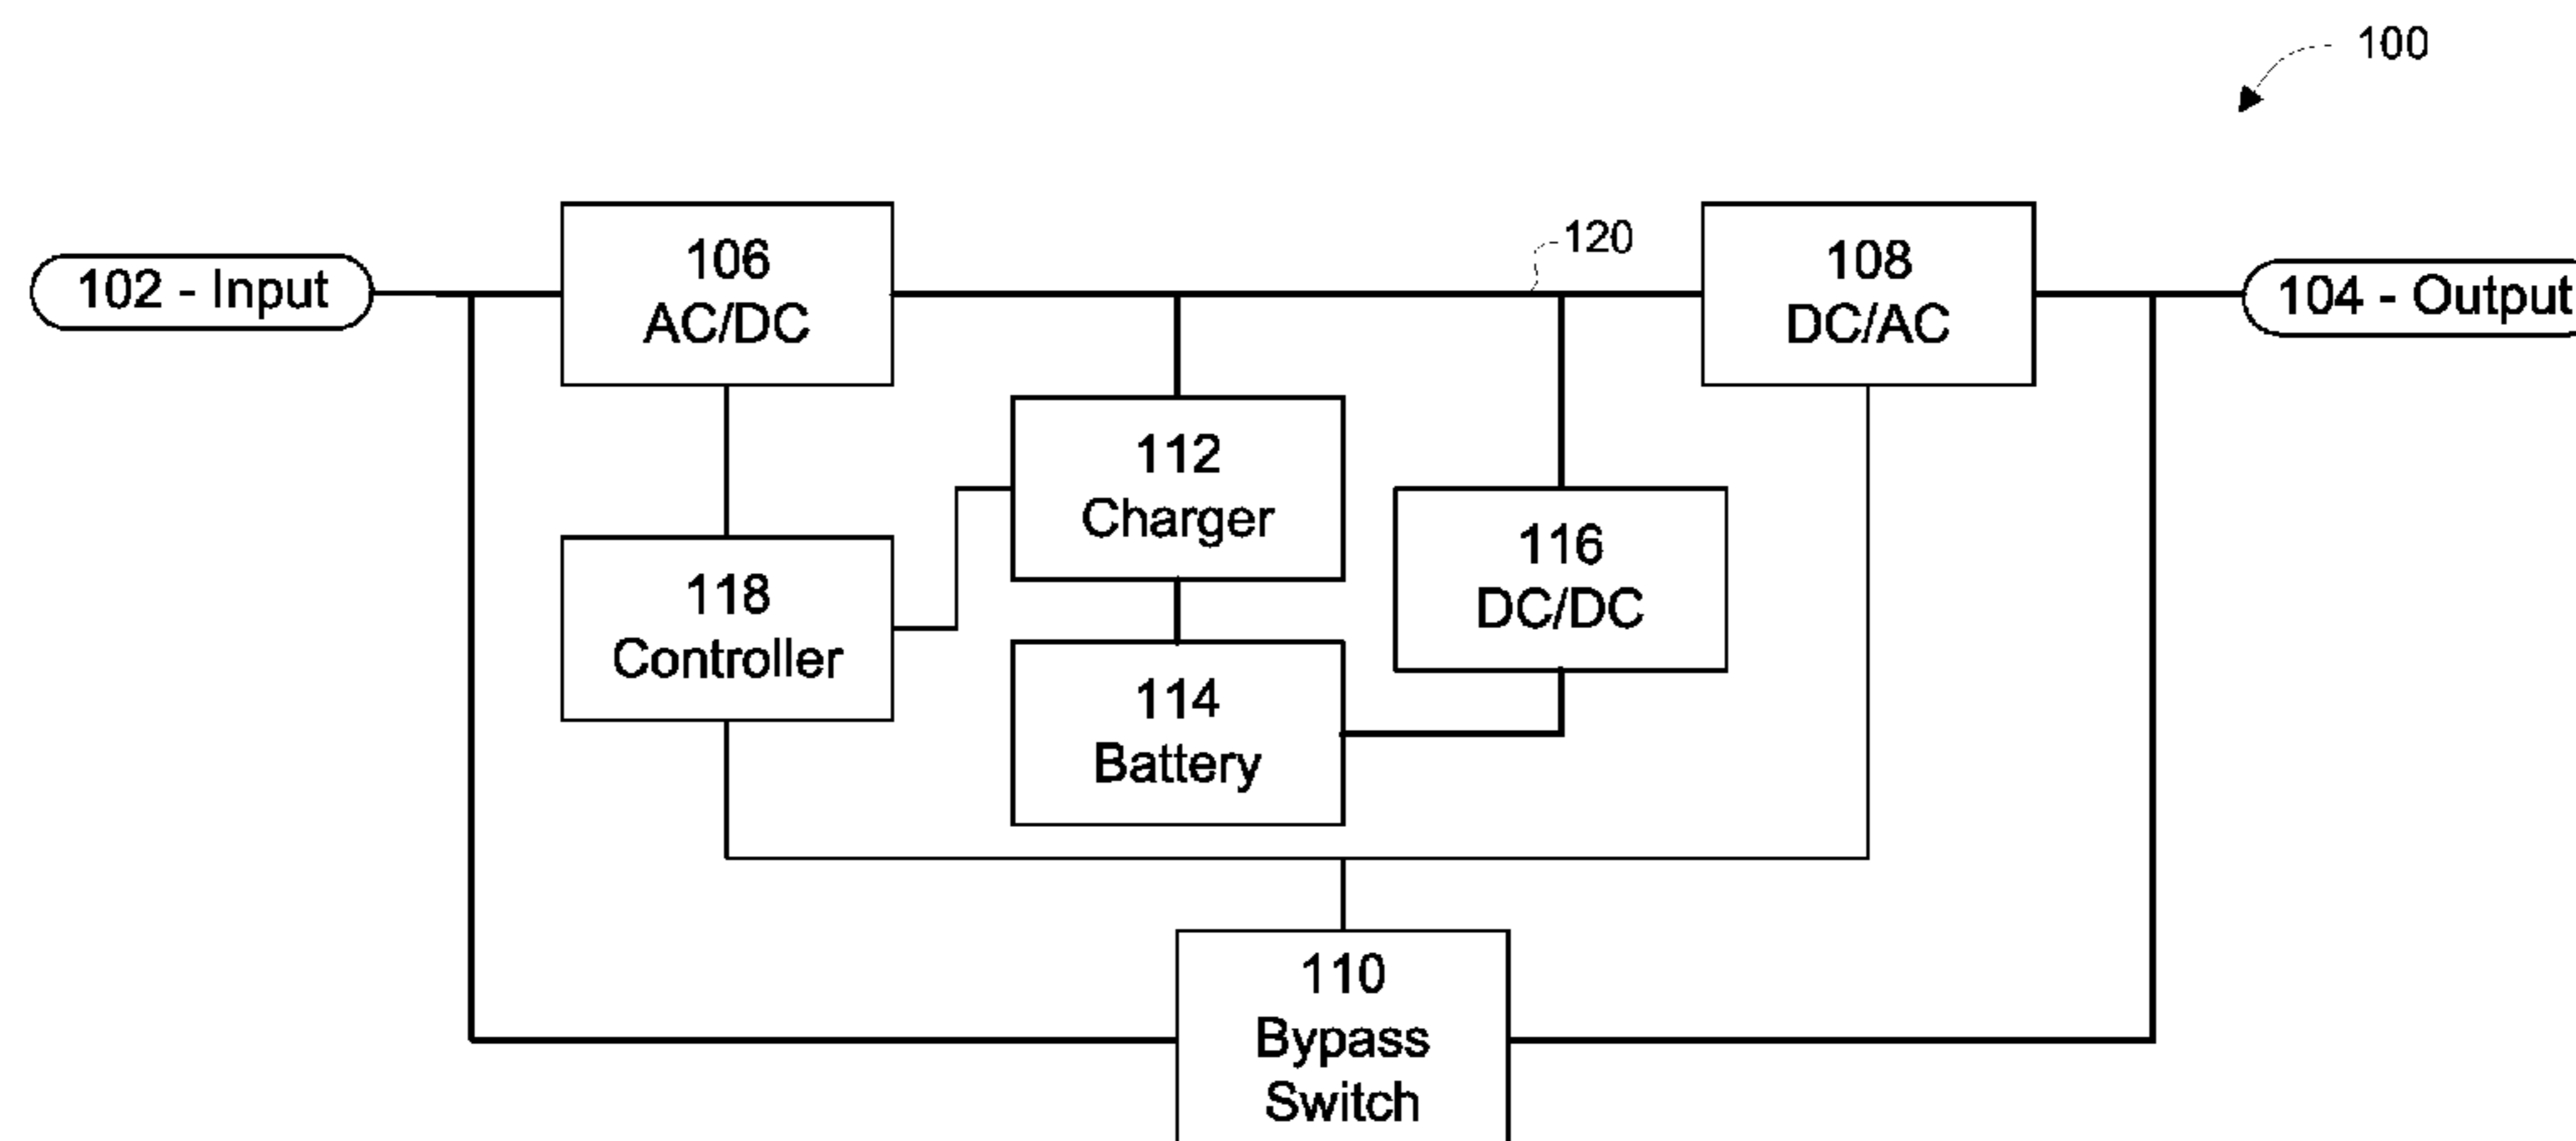 100
120
102 - Input
106
AC/DC
108
DC/AC
104 - Output
112
Charger
116
DC/DC
118
Controller
114
Battery
110
Bypass
Switch